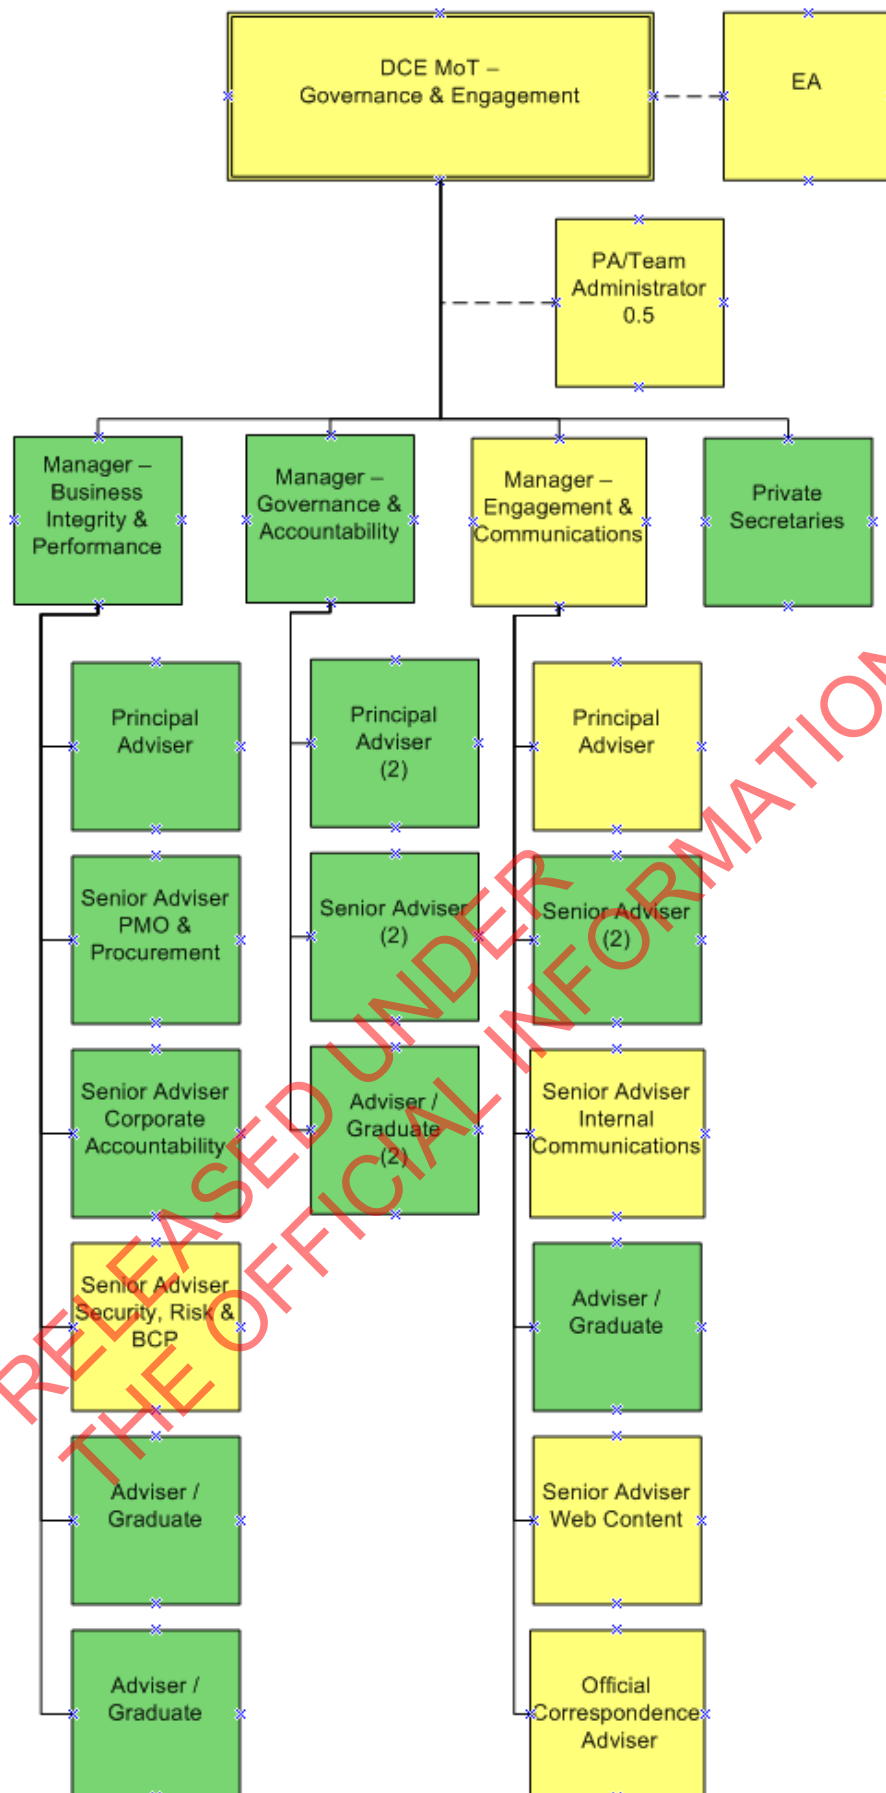 DCE MoT –
Governance & Engagement
EA
PA/Team
Administrator
0.5
Manager –
Business
Integrity &
Performance
Manager –
Governance &
Accountability
Manager –
Engagement &
Communications
Private
Secretaries
Principal
Adviser
Senior Adviser
PMO &
Procurement
Senior Adviser
Corporate
Accountability
Senior Adviser
Security, Risk &
BCP
Adviser /
Graduate
Adviser /
Graduate
Principal
Adviser
(2)
Senior Adviser
(2)
Adviser /
Graduate
(2)
Principal
Adviser
Senior Adviser
(2)
Senior Adviser
Internal
Communications
Adviser /
Graduate
Senior Adviser
Web Content
Official
Correspondence
Adviser
RELEASED UNDER
THE OFFICIAL INFORMATION